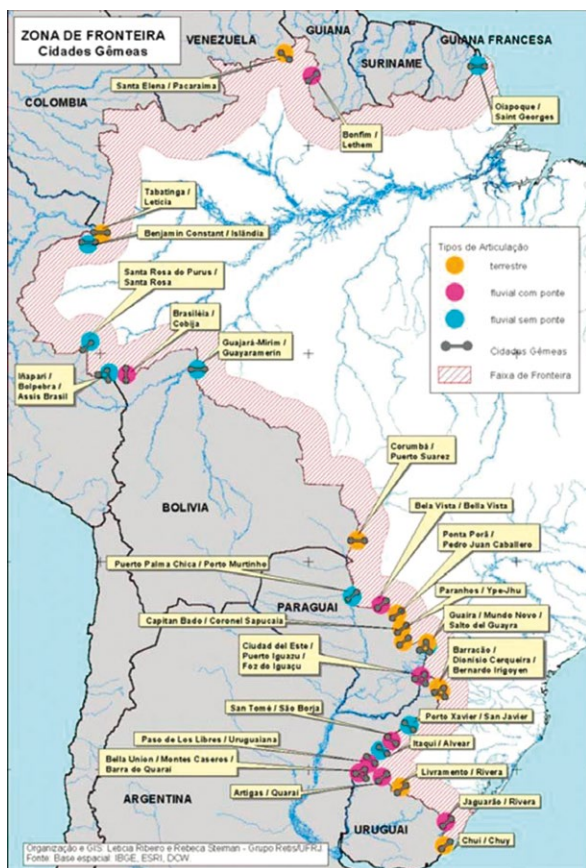 ZONA DE FRONTEIRA
Cidades Gêmeas
VENEZUELA
GUIANA
SURINAME
GUIANA FRANCESA
COLOMBIA
Santa Elena / Pacaraima
Bonfim /
Lethem
Oiapoque /
Saint Georges
Tabatinga /
Letícia
Benjamin Constant / Islândia
Santa Rosa do Purus /
Santa Rosa
Brasiléia /
Cobija
Guajará-Mirim /
Guayaramerin
Iñapari /
Bolpebra /
Assis Brasil
Tipos de Articulação
terrestre
fluvial com ponte
fluvial sem ponte
Cidades Gêmeas
Faixa de Fronteira
Corumbá /
Puerto Suarez
BOLIVIA
Bela Vista / Bella Vista
Ponta Porã /
Pedro Juan Caballero
Puerto Palma Chica / Porto Murtinho
PARAGUAI
Paranhos / Ype-Jhu
Capitan Bado / Coronel Sapucaia
Guaíra / Mundo Novo /
Salto del Guayra
Ciudad del Este /
Puerto Iguazu /
Foz do Iguaçu
Barracão /
Dionísio Cerqueira /
Bernardo Irigoyen
San Tomé / São Borja
Porto Xavier / San Javier
Paso de Los Libres / Uruguaiana
Itaqui / Alvear
Bella Union / Montes Caseros /
Barra do Quaraí
Livramento / Rivera
Artigas / Quaraí
ARGENTINA
Jaguarão / Rivera
URUGUAI
Chuí / Chuy
Organização e GIS: Leticia Ribeiro e Rebeca Steiman - Grupo Retis/UFRJ
Fonte: Base espacial: IBGE, ESRI, DCW